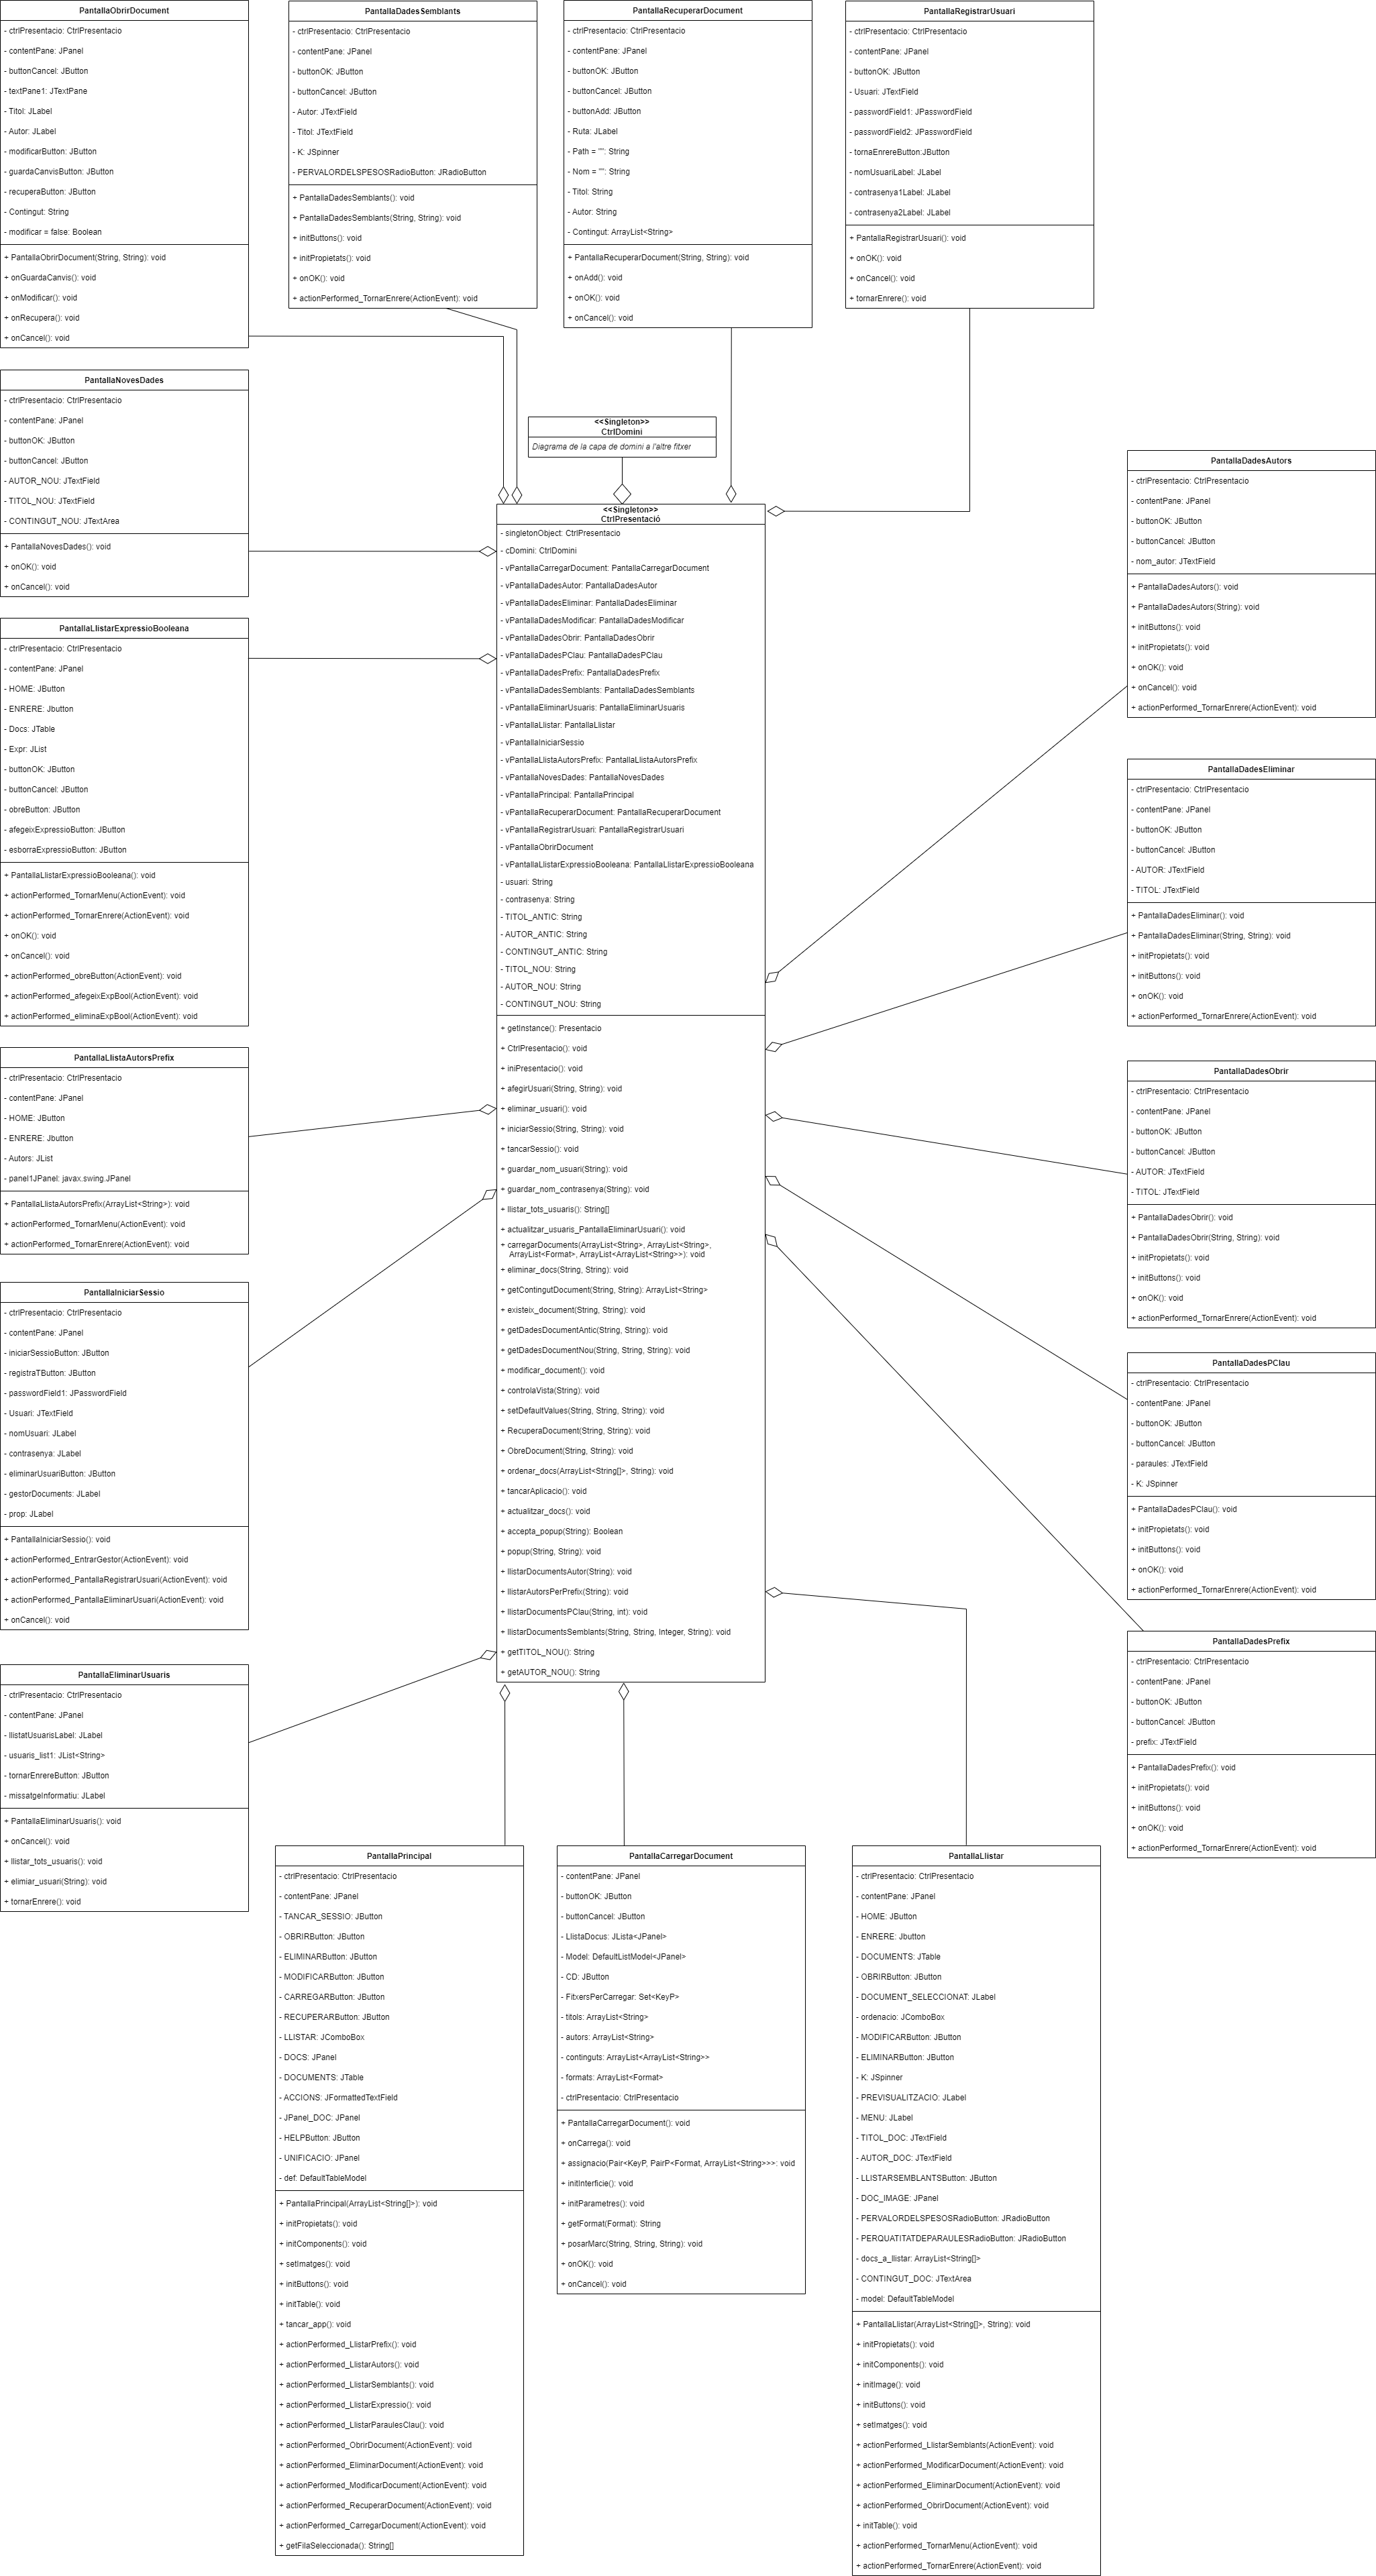 PantallaObrirDocument
- ctrlPresentacio: CtrlPresentacio
- contentPane: JPanel
- buttonCancel: JButton
- textPane1: JTextPane
- Titol: JLabel
- Autor: JLabel
- modificarButton: JButton
- guardaCanvisButton: JButton
- recuperaButton: JButton
- Contingut: String
- modificar = false: Boolean
+ PantallaObrirDocument(String, String): void
+ onGuardaCanvis(): void
+ onModificar(): void
+ onRecupera(): void
+ onCancel(): void
PantallaDadesSemblants
- ctrlPresentacio: CtrlPresentacio
- contentPane: JPanel
- buttonOK: JButton
- buttonCancel: JButton
- Autor: JTextField
- Titol: JTextField
- K: JSpinner
- PERVALORDELSPESOSRadioButton: JRadioButton
+ PantallaDadesSemblants(): void
+ PantallaDadesSemblants(String, String): void
+ initButtons(): void
+ initPropietats(): void
+ onOK(): void
+ actionPerformed_TornarEnrere(ActionEvent): void
PantallaRecuperarDocument
- ctrlPresentacio: CtrlPresentacio
- contentPane: JPanel
- buttonOK: JButton
- buttonCancel: JButton
- buttonAdd: JButton
- Ruta: JLabel
- Path = "": String
- Nom = "": String
- Titol: String
- Autor: String
- Contingut: ArrayList<String>
+ PantallaRecuperarDocument(String, String): void
+ onAdd(): void
+ onOK(): void
+ onCancel(): void
PantallaRegistrarUsuari
- ctrlPresentacio: CtrlPresentacio
- contentPane: JPanel
- buttonOK: JButton
- Usuari: JTextField
- passwordField1: JPasswordField
- passwordField2: JPasswordField
- tornaEnrereButton:JButton
- nomUsuariLabel: JLabel
- contrasenya1Label: JLabel
- contrasenya2Label: JLabel
+ PantallaRegistrarUsuari(): void
+ onOK(): void
+ onCancel(): void
+ tornarEnrere(): void
PantallaNovesDades
- ctrlPresentacio: CtrlPresentacio
- contentPane: JPanel
- buttonOK: JButton
- buttonCancel: JButton
- AUTOR_NOU: JTextField
- TITOL_NOU: JTextField
- CONTINGUT_NOU: JTextArea
+ PantallaNovesDades(): void
+ onOK(): void
+ onCancel(): void
<<Singleton>>
CtrlDomini
Diagrama de la capa de domini a l'altre fitxer
PantallaLlistarExpressioBooleana
- ctrlPresentacio: CtrlPresentacio
- contentPane: JPanel
- HOME: JButton
- ENRERE: Jbutton
- Docs: JTable
- Expr: JList
- buttonOK: JButton
- buttonCancel: JButton
- obreButton: JButton
- afegeixExpressioButton: JButton
- esborraExpressioButton: JButton
+ PantallaLlistarExpressioBooleana(): void
+ actionPerformed_TornarMenu(ActionEvent): void
+ actionPerformed_TornarEnrere(ActionEvent): void
+ onOK(): void
+ onCancel(): void
+ actionPerformed_obreButton(ActionEvent): void
+ actionPerformed_afegeixExpBool(ActionEvent): void
+ actionPerformed_eliminaExpBool(ActionEvent): void
PantallaLlistaAutorsPrefix
- ctrlPresentacio: CtrlPresentacio
- contentPane: JPanel
- HOME: JButton
- ENRERE: Jbutton
- Autors: JList
- panel1JPanel: javax.swing.JPanel
+ PantallaLlistaAutorsPrefix(ArrayList<String>): void
+ actionPerformed_TornarMenu(ActionEvent): void
+ actionPerformed_TornarEnrere(ActionEvent): void
PantallaIniciarSessio
- ctrlPresentacio: CtrlPresentacio
- contentPane: JPanel
- iniciarSessioButton: JButton
- registraTButton: JButton
- passwordField1: JPasswordField
- Usuari: JTextField
- nomUsuari: JLabel
- contrasenya: JLabel
- eliminarUsuariButton: JButton
- gestorDocuments: JLabel
- prop: JLabel
+ PantallaIniciarSessio(): void
+ actionPerformed_EntrarGestor(ActionEvent): void
+ actionPerformed_PantallaRegistrarUsuari(ActionEvent): void
+ actionPerformed_PantallaEliminarUsuari(ActionEvent): void
+ onCancel(): void
PantallaEliminarUsuaris
- ctrlPresentacio: CtrlPresentacio
- contentPane: JPanel
- llistatUsuarisLabel: JLabel
- usuaris_list1: JList<String>
- tornarEnrereButton: JButton
- missatgeInformatiu: JLabel
+ PantallaEliminarUsuaris(): void
+ onCancel(): void
+ llistar_tots_usuaris(): void
+ elimiar_usuari(String): void
+ tornarEnrere(): void
<<Singleton>>
CtrlPresentació
- singletonObject: CtrlPresentacio
- cDomini: CtrlDomini
- vPantallaCarregarDocument: PantallaCarregarDocument
- vPantallaDadesAutor: PantallaDadesAutor
- vPantallaDadesEliminar: PantallaDadesEliminar
- vPantallaDadesModificar: PantallaDadesModificar
- vPantallaDadesObrir: PantallaDadesObrir
- vPantallaDadesPClau: PantallaDadesPClau
- vPantallaDadesPrefix: PantallaDadesPrefix
- vPantallaDadesSemblants: PantallaDadesSemblants
- vPantallaEliminarUsuaris: PantallaEliminarUsuaris
- vPantallaLlistar: PantallaLlistar
- vPantallaIniciarSessio
- vPantallaLlistaAutorsPrefix: PantallaLlistaAutorsPrefix
- vPantallaNovesDades: PantallaNovesDades
- vPantallaPrincipal: PantallaPrincipal
- vPantallaRecuperarDocument: PantallaRecuperarDocument
- vPantallaRegistrarUsuari: PantallaRegistrarUsuari
- vPantallaObrirDocument
- vPantallaLlistarExpressioBooleana: PantallaLlistarExpressioBooleana
- usuari: String
- contrasenya: String
- TITOL_ANTIC: String
- AUTOR_ANTIC: String
- CONTINGUT_ANTIC: String
- TITOL_NOU: String
- AUTOR_NOU: String
- CONTINGUT_NOU: String
+ getInstance(): Presentacio
+ CtrlPresentacio(): void
+ iniPresentacio(): void
+ afegirUsuari(String, String): void
+ eliminar_usuari(): void
+ iniciarSessio(String, String): void
+ tancarSessio(): void
+ guardar_nom_usuari(String): void
+ guardar_nom_contrasenya(String): void
+ llistar_tots_usuaris(): String[]
+ actualitzar_usuaris_PantallaEliminarUsuari(): void
+ carregarDocuments(ArrayList<String>, ArrayList<String>,
ArrayList<Format>, ArrayList<ArrayList<String>>): void
+ eliminar_docs(String, String): void
+ getContingutDocument(String, String): ArrayList<String>
+ existeix_document(String, String): void
+ getDadesDocumentAntic(String, String): void
+ getDadesDocumentNou(String, String, String): void
+ modificar_document(): void
+ controlaVista(String): void
+ setDefaultValues(String, String, String): void
+ RecuperaDocument(String, String): void
+ ObreDocument(String, String): void
+ ordenar_docs(ArrayList<String[]>, String): void
+ tancarAplicacio(): void
+ actualitzar_docs(): void
+ accepta_popup(String): Boolean
+ popup(String, String): void
+ llistarDocumentsAutor(String): void
+ llistarAutorsPerPrefix(String): void
+ llistarDocumentsPClau(String, int): void
+ llistarDocumentsSemblants(String, String, Integer, String): void
+ getTITOL_NOU(): String
+ getAUTOR_NOU(): String
PantallaDadesAutors
- ctrlPresentacio: CtrlPresentacio
- contentPane: JPanel
- buttonOK: JButton
- buttonCancel: JButton
- nom_autor: JTextField
+ PantallaDadesAutors(): void
+ PantallaDadesAutors(String): void
+ initButtons(): void
+ initPropietats(): void
+ onOK(): void
+ onCancel(): void
+ actionPerformed_TornarEnrere(ActionEvent): void
PantallaDadesEliminar
- ctrlPresentacio: CtrlPresentacio
- contentPane: JPanel
- buttonOK: JButton
- buttonCancel: JButton
- AUTOR: JTextField
- TITOL: JTextField
+ PantallaDadesEliminar(): void
+ PantallaDadesEliminar(String, String): void
+ initPropietats(): void
+ initButtons(): void
+ onOK(): void
+ actionPerformed_TornarEnrere(ActionEvent): void
PantallaDadesObrir
- ctrlPresentacio: CtrlPresentacio
- contentPane: JPanel
- buttonOK: JButton
- buttonCancel: JButton
- AUTOR: JTextField
- TITOL: JTextField
+ PantallaDadesObrir(): void
+ PantallaDadesObrir(String, String): void
+ initPropietats(): void
+ initButtons(): void
+ onOK(): void
+ actionPerformed_TornarEnrere(ActionEvent): void
PantallaDadesPClau
- ctrlPresentacio: CtrlPresentacio
- contentPane: JPanel
- buttonOK: JButton
- buttonCancel: JButton
- paraules: JTextField
- K: JSpinner
+ PantallaDadesPClau(): void
+ initPropietats(): void
+ initButtons(): void
+ onOK(): void
+ actionPerformed_TornarEnrere(ActionEvent): void
PantallaDadesPrefix
- ctrlPresentacio: CtrlPresentacio
- contentPane: JPanel
- buttonOK: JButton
- buttonCancel: JButton
- prefix: JTextField
+ PantallaDadesPrefix(): void
+ initPropietats(): void
+ initButtons(): void
+ onOK(): void
+ actionPerformed_TornarEnrere(ActionEvent): void
PantallaPrincipal
- ctrlPresentacio: CtrlPresentacio
- contentPane: JPanel
- TANCAR_SESSIO: JButton
- OBRIRButton: JButton
- ELIMINARButton: JButton
- MODIFICARButton: JButton
- CARREGARButton: JButton
- RECUPERARButton: JButton
- LLISTAR: JComboBox
- DOCS: JPanel
- DOCUMENTS: JTable
- ACCIONS: JFormattedTextField
- JPanel_DOC: JPanel
- HELPButton: JButton
- UNIFICACIO: JPanel
- def: DefaultTableModel
+ PantallaPrincipal(ArrayList<String[]>): void
+ initPropietats(): void
+ initComponents(): void
+ setImatges(): void
+ initButtons(): void
+ initTable(): void
+ tancar_app(): void
+ actionPerformed_LlistarPrefix(): void
+ actionPerformed_LlistarAutors(): void
+ actionPerformed_LlistarSemblants(): void
+ actionPerformed_LlistarExpressio(): void
+ actionPerformed_LlistarParaulesClau(): void
+ actionPerformed_ObrirDocument(ActionEvent): void
+ actionPerformed_EliminarDocument(ActionEvent): void
+ actionPerformed_ModificarDocument(ActionEvent): void
+ actionPerformed_RecuperarDocument(ActionEvent): void
+ actionPerformed_CarregarDocument(ActionEvent): void
+ getFilaSeleccionada(): String[]
PantallaCarregarDocument
- contentPane: JPanel
- buttonOK: JButton
- buttonCancel: JButton
- LlistaDocus: JLista<JPanel>
- Model: DefaultListModel<JPanel>
- CD: JButton
- FitxersPerCarregar: Set<KeyP>
- titols: ArrayList<String>
- autors: ArrayList<String>
- continguts: ArrayList<ArrayList<String>>
- formats: ArrayList<Format>
- ctrlPresentacio: CtrlPresentacio
+ PantallaCarregarDocument(): void
+ onCarrega(): void
+ assignacio(Pair<KeyP, PairP<Format, ArrayList<String>>>: void
+ initInterficie(): void
+ initParametres(): void
+ getFormat(Format): String
+ posarMarc(String, String, String): void
+ onOK(): void
+ onCancel(): void
PantallaLlistar
- ctrlPresentacio: CtrlPresentacio
- contentPane: JPanel
- HOME: JButton
- ENRERE: Jbutton
- DOCUMENTS: JTable
- OBRIRButton: JButton
- DOCUMENT_SELECCIONAT: JLabel
- ordenacio: JComboBox
- MODIFICARButton: JButton
- ELIMINARButton: JButton
- K: JSpinner
- PREVISUALITZACIO: JLabel
- MENU: JLabel
- TITOL_DOC: JTextField
- AUTOR_DOC: JTextField
- LLISTARSEMBLANTSButton: JButton
- DOC_IMAGE: JPanel
- PERVALORDELSPESOSRadioButton: JRadioButton
- PERQUATITATDEPARAULESRadioButton: JRadioButton
- docs_a_llistar: ArrayList<String[]>
- CONTINGUT_DOC: JTextArea
- model: DefaultTableModel
+ PantallaLlistar(ArrayList<String[]>, String): void
+ initPropietats(): void
+ initComponents(): void
+ initImage(): void
+ initButtons(): void
+ setImatges(): void
+ actionPerformed_LlistarSemblants(ActionEvent): void
+ actionPerformed_ModificarDocument(ActionEvent): void
+ actionPerformed_EliminarDocument(ActionEvent): void
+ actionPerformed_ObrirDocument(ActionEvent): void
+ initTable(): void
+ actionPerformed_TornarMenu(ActionEvent): void
+ actionPerformed_TornarEnrere(ActionEvent): void